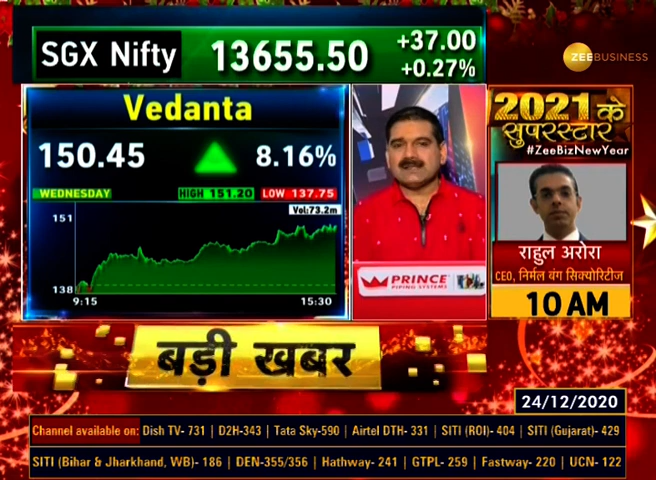 SGX Nifty 13655.50 +37.00
+0.27%
ZEEBUSINESS
Vedanta
150.45 8.16%
WEDNESDAY HIGH 151.20 LOW 137.75
Vol:73.2m
151
138
9:15 15:30
PRINCE
PIPING SYSTEMS
2021 के
सुपरस्टार
#ZeeBizNewYear
राहुल अरोरा
CEO, निर्मल बंग सिक्योरिटीज
10 AM
बड़ी खबर
24/12/2020
Channel available on: Dish TV- 731 | D2H-343 | Tata Sky-590 | Airtel DTH- 331 | SITI (ROI)- 404 | SITI (Gujarat)- 429
SITI (Bihar & Jharkhand, WB)- 186 | DEN-355/356 | Hathway- 241 | GTPL- 259 | Fastway- 220 | UCN- 122